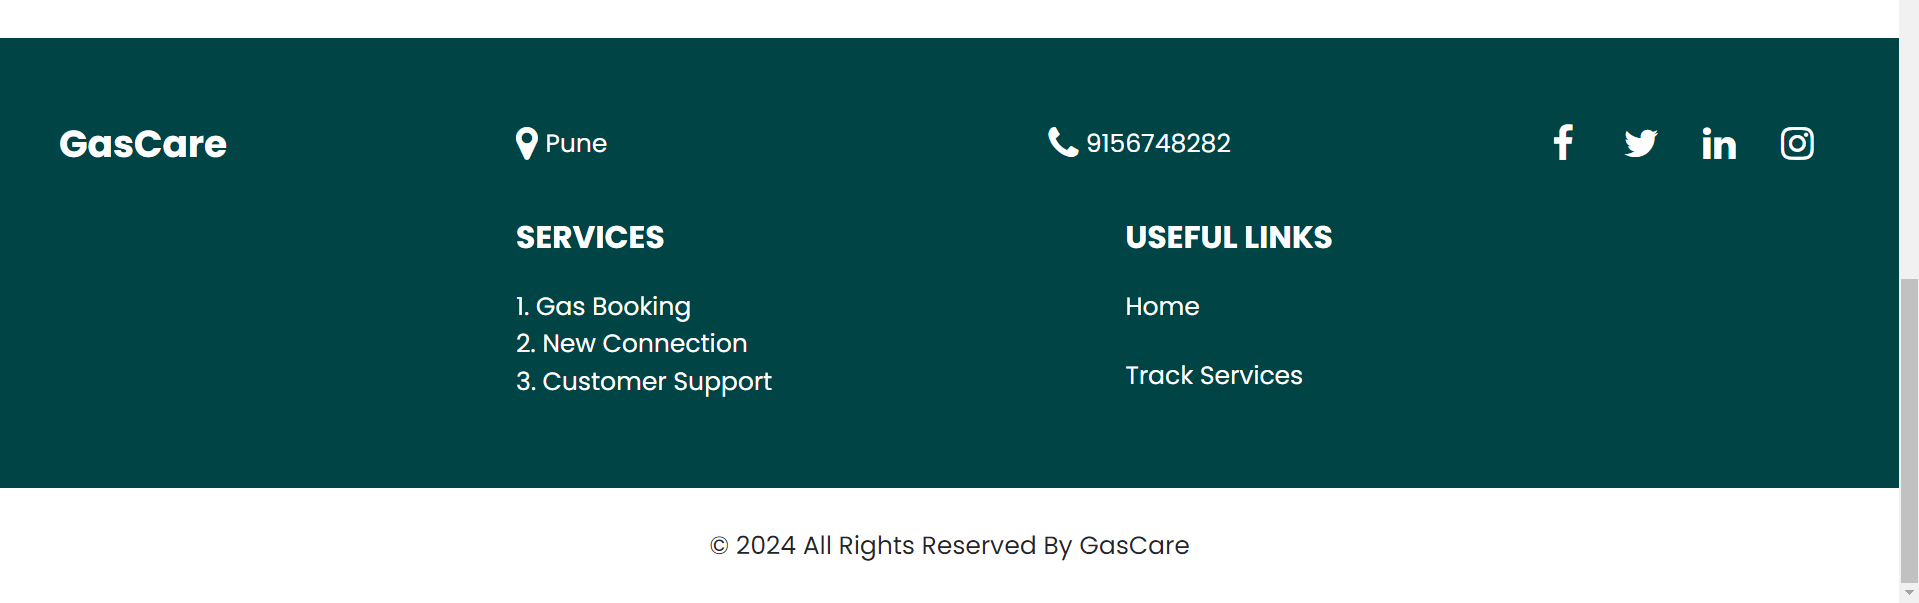 GasCare
Pune
9156748282
SERVICES
1. Gas Booking
2. New Connection
3. Customer Support
USEFUL LINKS
Home
Track Services
© 2024 All Rights Reserved By GasCare